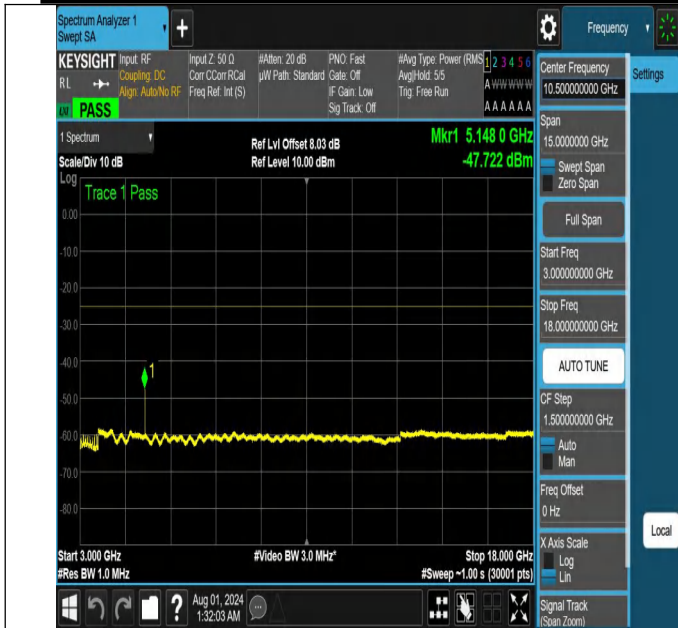 Spectrum Analyzer 1
Swept SA
+
Frequency
KEYSIGHT
RL
LXI
PASS
Input: RF
Coupling: DC
Align: Auto/No RF
Input Z: 50 Ω
Corr CCorr RCal
Freq Ref: Int (S)
#Atten: 20 dB
µW Path: Standard
PNO: Fast
Gate: Off
IF Gain: Low
Sig Track: Off
#Avg Type: Power (RMS
Avg|Hold: 5/5
Trig: Free Run
1 2 3 4 5 6
A W W W W W
A A A A A A
1 Spectrum
Scale/Div 10 dB
Ref Lvl Offset 8.03 dB
Ref Level 10.00 dBm
Mkr1 5.148 0 GHz
-47.722 dBm
Log
Trace 1 Pass
0.00
-10.0
-20.0
-30.0
-40.0
1
-50.0
-60.0
-70.0
-80.0
Start 3.000 GHz
#Video BW 3.0 MHz*
Stop 18.000 GHz
#Res BW 1.0 MHz
#Sweep ~1.00 s (30001 pts)
?
Aug 01, 2024
1:32:03 AM
Center Frequency
10.500000000 GHz
Settings
Span
15.0000000 GHz
Swept Span
Zero Span
Full Span
Start Freq
3.000000000 GHz
Stop Freq
18.000000000 GHz
AUTO TUNE
CF Step
1.500000000 GHz
Auto
Man
Freq Offset
0 Hz
Local
X Axis Scale
Log
Lin
Signal Track
(Span Zoom)